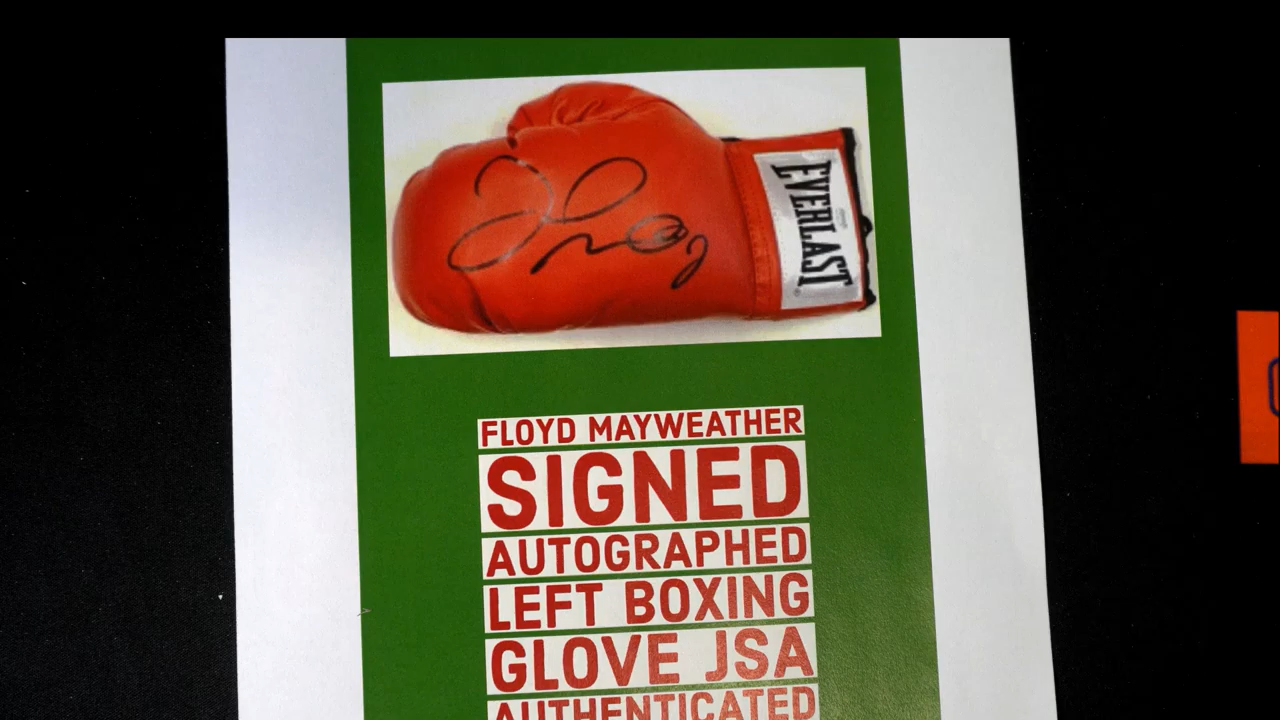 EVERLAST
FLOYD MAYWEATHER
SIGNED
AUTOGRAPHED
LEFT BOXING
GLOVE JSA
AUTHENTICATED